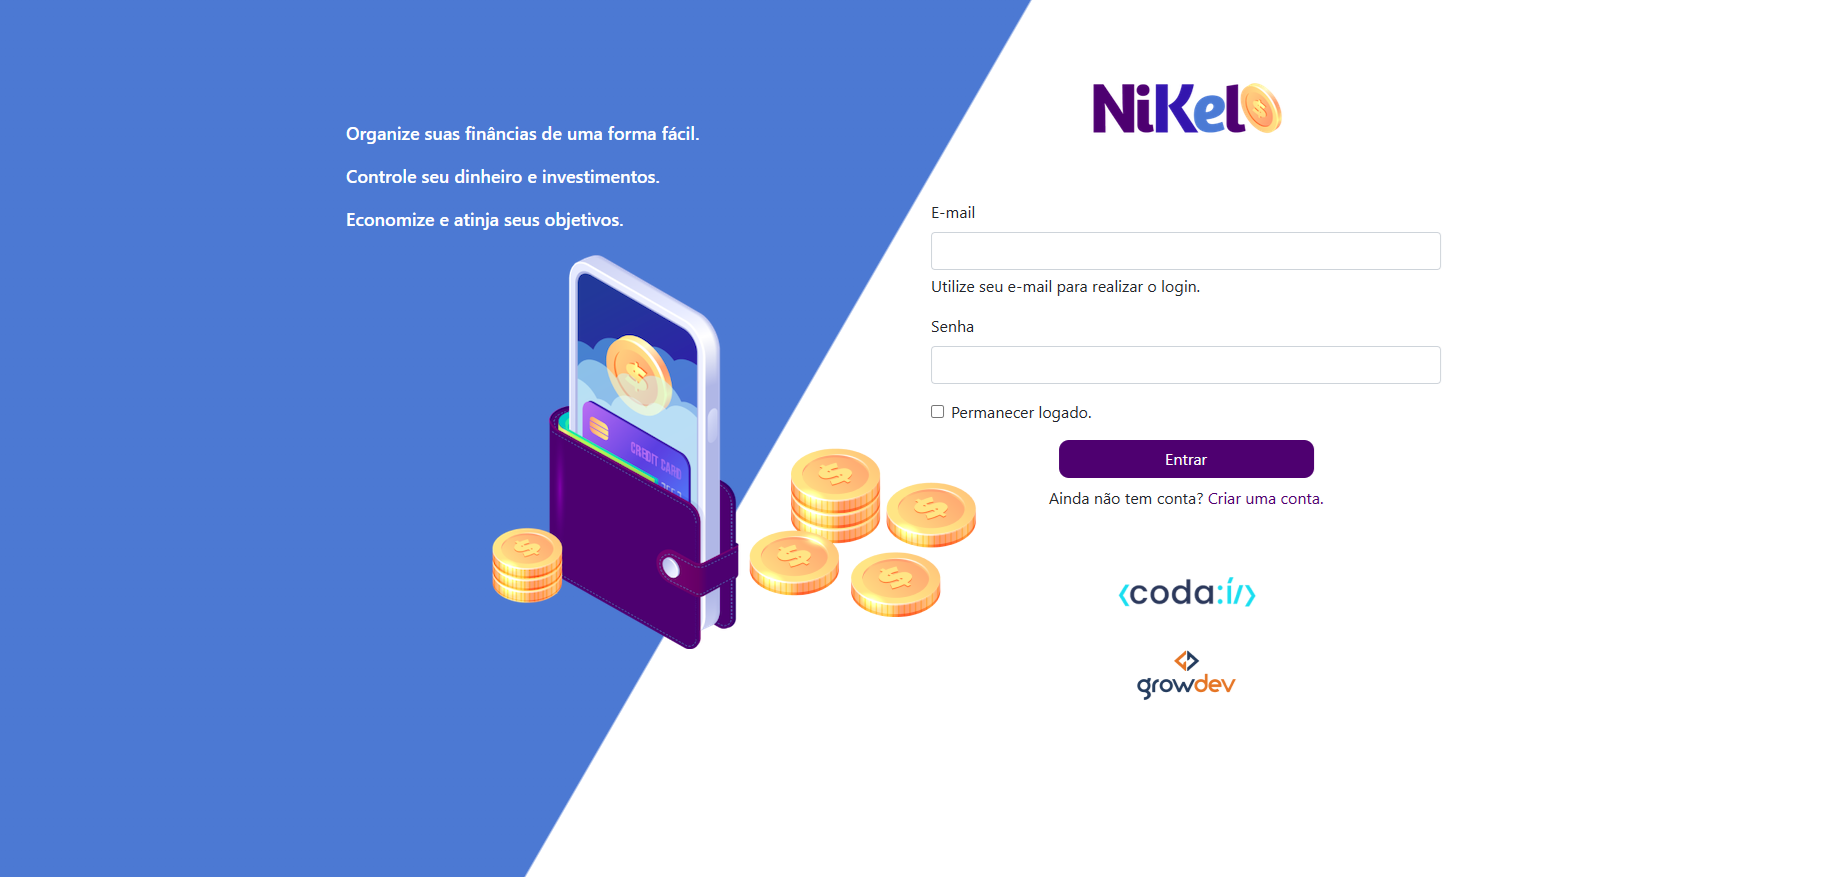 Organize suas finâncias de uma forma fácil.
Controle seu dinheiro e investimentos.
Economize e atinja seus objetivos.
CREDIT CARD
NiKel
E-mail
Utilize seu e-mail para realizar o login.
Senha
Permanecer logado.
Entrar
Ainda não tem conta? Criar uma conta.
coda:í/
growdev